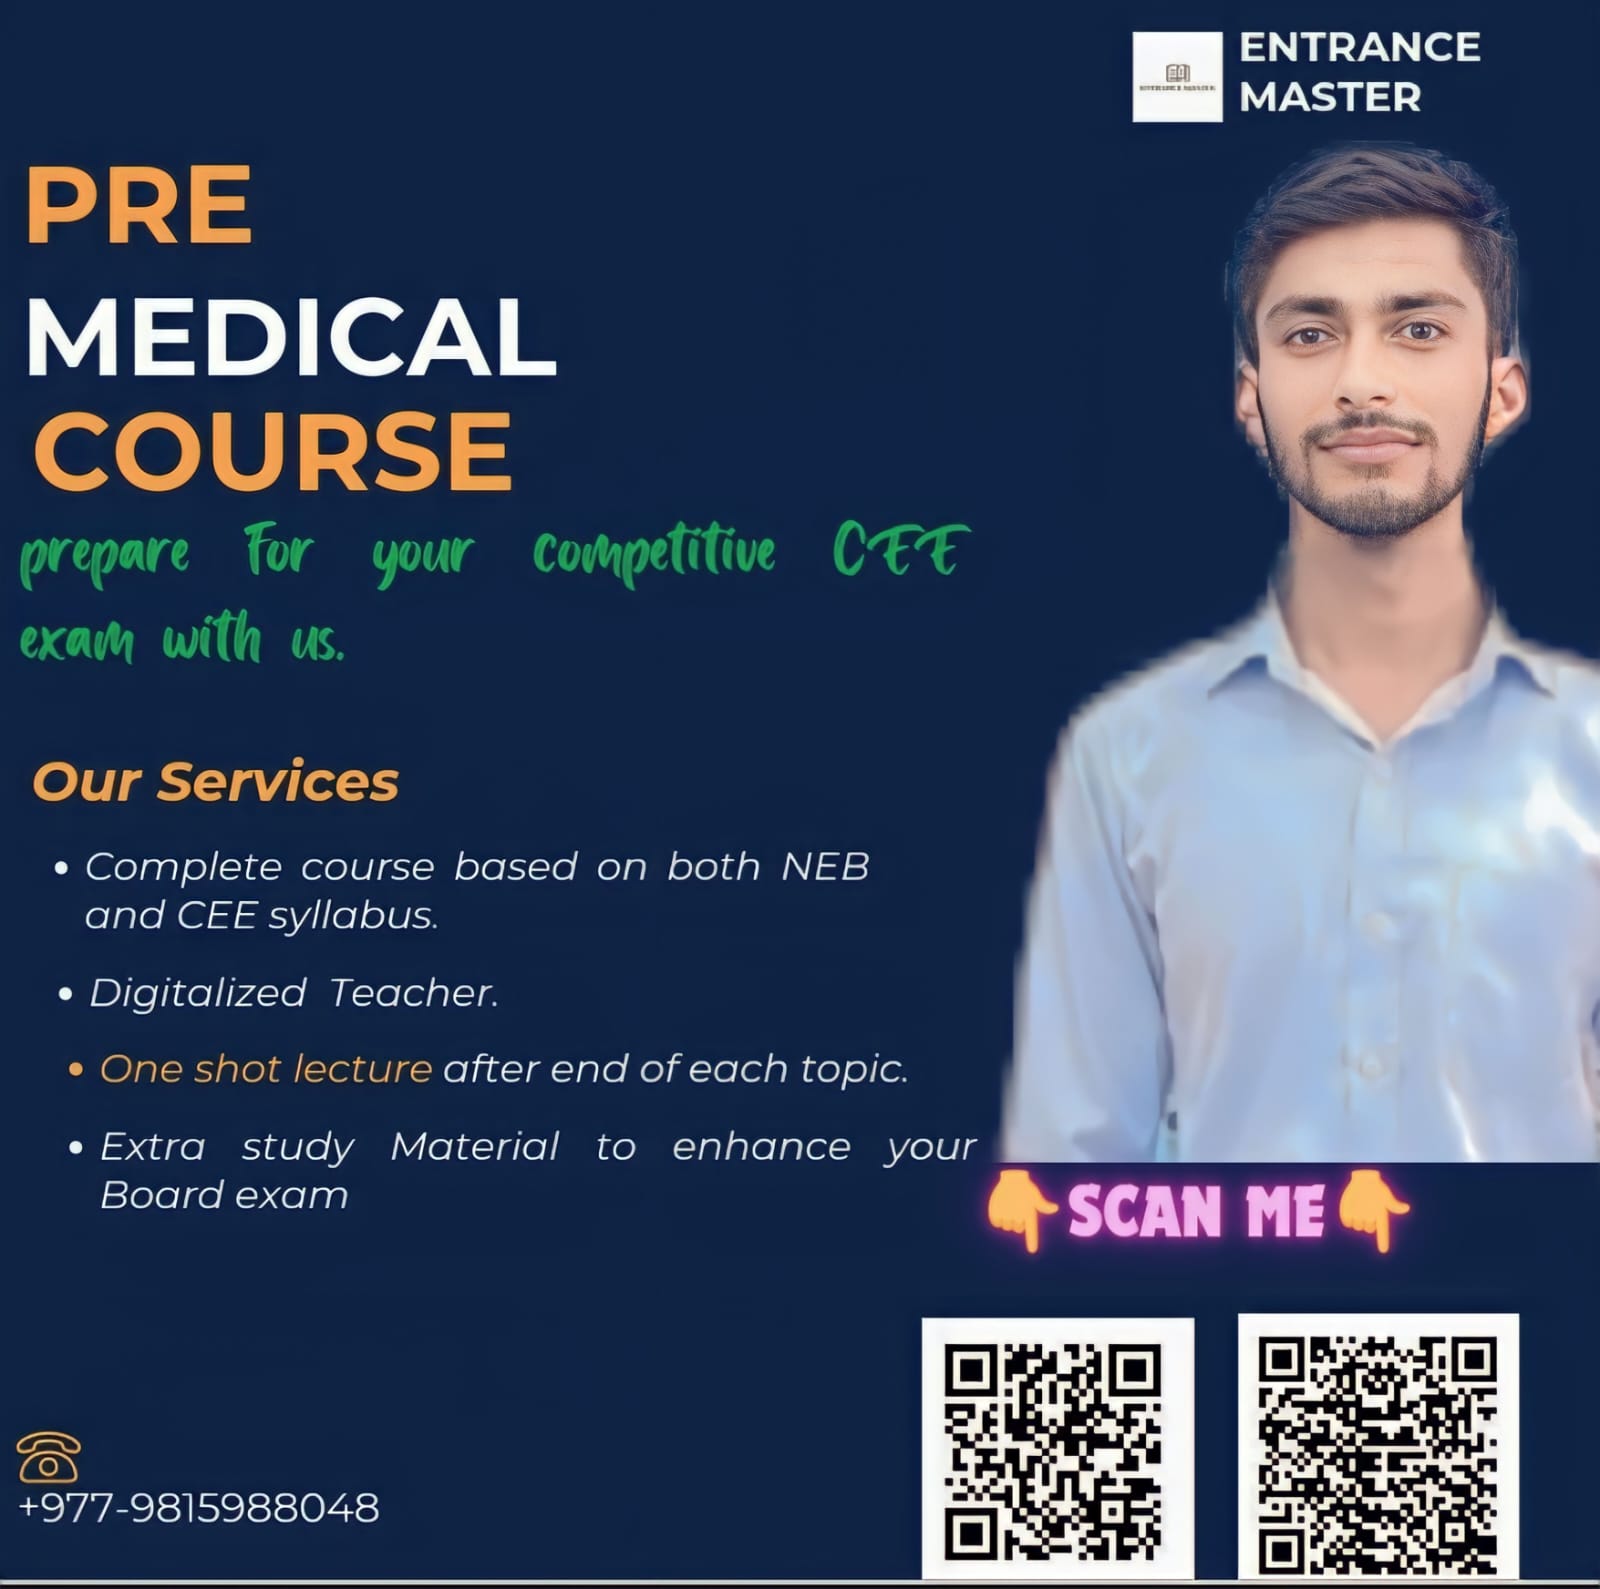 ENTRANCE
MASTER
PRE
MEDICAL
COURSE
prepare for your competitive CEE
exam with us.
Our Services
• Complete course based on both NEB
and CEE syllabus.
• Digitalized Teacher.
• One shot lecture after end of each topic.
• Extra study Material to enhance your
Board exam
👇SCAN ME👇
+977-9815988048